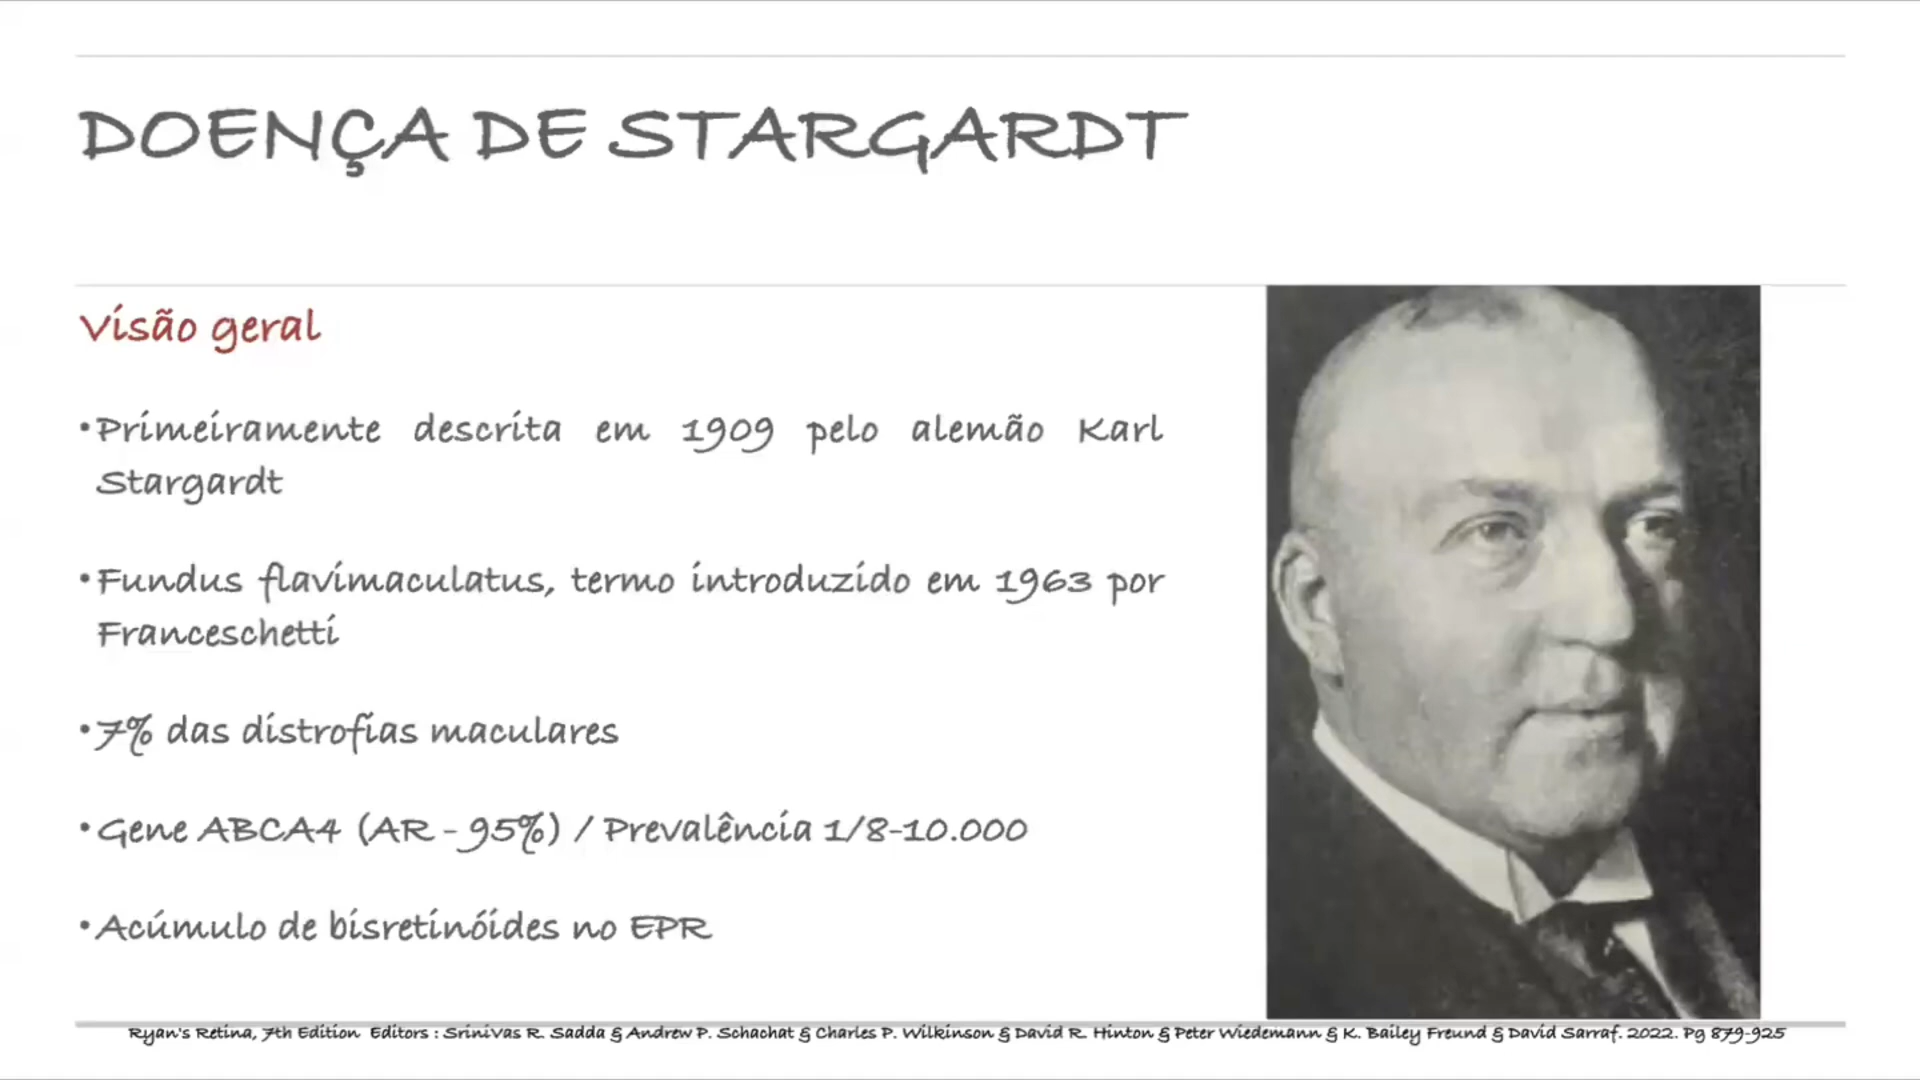 DOENÇA DE STARGARDT
Visão geral
•Primeiramente descrita em 1909 pelo alemão Karl
Stargardt
•Fundus flavimaculatus, termo introduzido em 1963 por
Franceschetti
•7% das distrofias maculares
•Gene ABCA4 (AR - 95%) / Prevalência 1/8-10.000
•Acúmulo de bisretinóides no EPR
Ryan's Retina, 7th Edition Editors : SriniVas R. Sadda & Andrew P. Schachat & Charles P. Wilkinson & David R. Hinton & Peter Wiedemann & K. Bailey Freund & David Sarraf. 2022. Pg 879-925